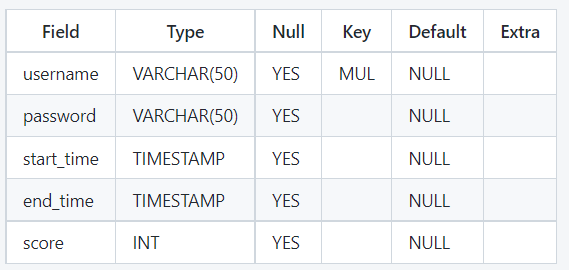 Field Type Null Key Default Extra
username VARCHAR(50) YES MUL NULL
password VARCHAR(50) YES NULL
start_time TIMESTAMP YES NULL
end_time TIMESTAMP YES NULL
score INT YES NULL